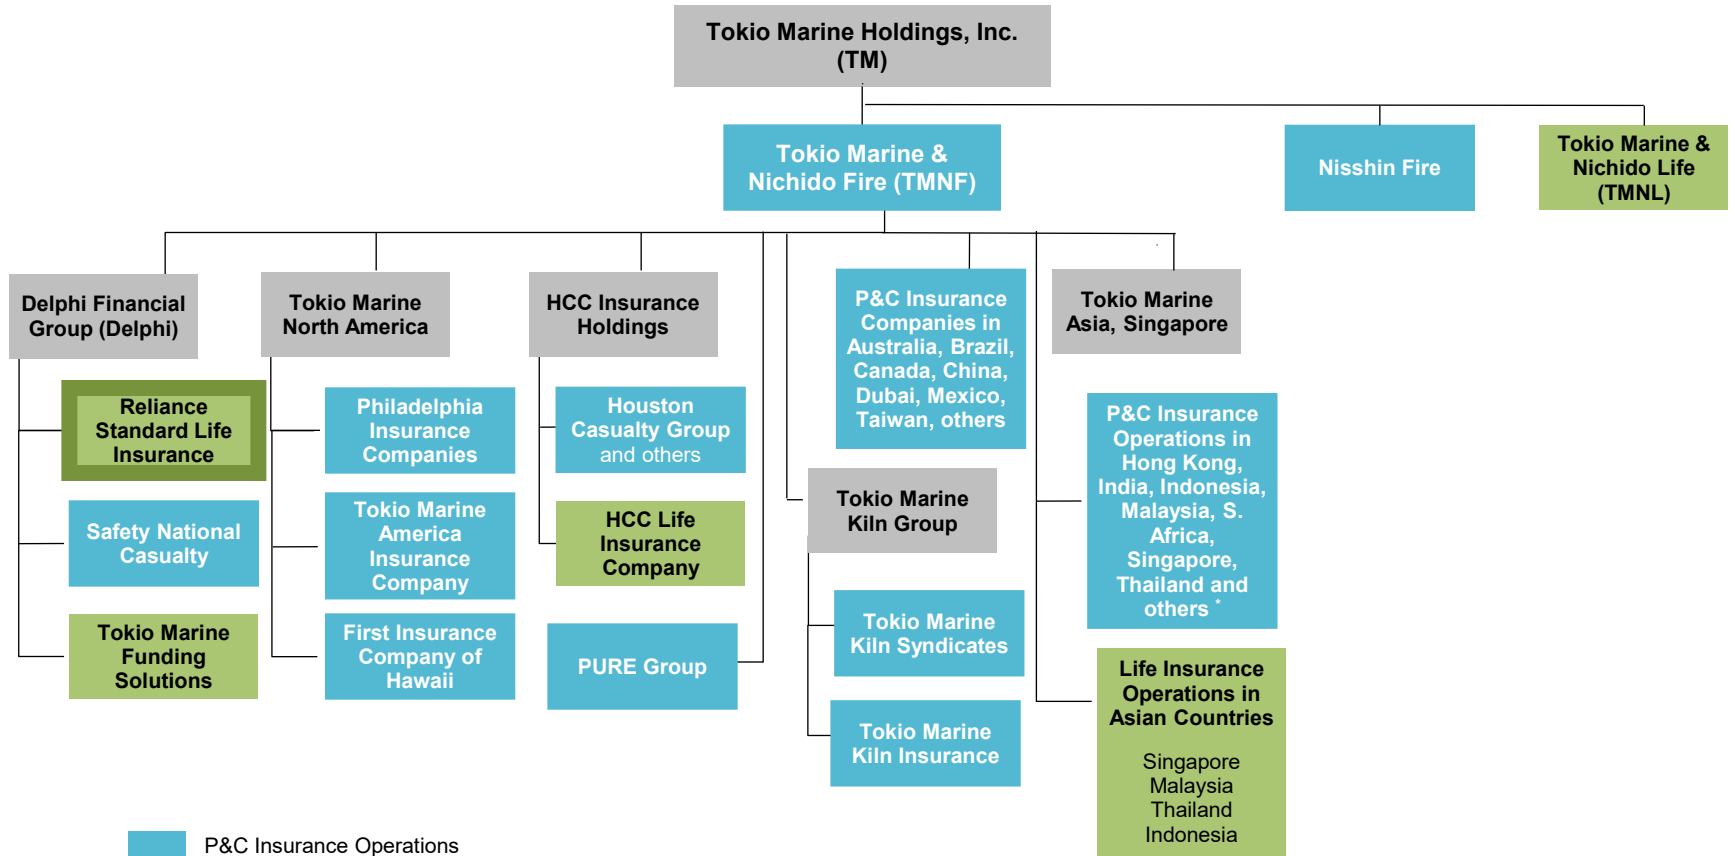 Tokio Marine Holdings, Inc.
(TM)
Tokio Marine &
Nichido Fire (TMNF)
Nisshin Fire
Tokio Marine &
Nichido Life
(TMNL)
Delphi Financial
Group (Delphi)
Tokio Marine
North America
HCC Insurance
Holdings
P&C Insurance
Companies in
Australia, Brazil,
Canada, China,
Dubai, Mexico,
Taiwan, others
Tokio Marine
Asia, Singapore
Reliance
Standard Life
Insurance
Philadelphia
Insurance
Companies
Houston
Casualty Group
and others
P&C Insurance
Operations in
Hong Kong,
India, Indonesia,
Malaysia, S.
Africa,
Singapore,
Thailand and
others *
Tokio Marine
Kiln Group
Safety National
Casualty
Tokio Marine
America
Insurance
Company
HCC Life
Insurance
Company
Tokio Marine
Kiln Syndicates
Tokio Marine
Funding
Solutions
First Insurance
Company of
Hawaii
PURE Group
Tokio Marine
Kiln Insurance
Life Insurance
Operations in
Asian Countries
Singapore
Malaysia
Thailand
Indonesia
P&C Insurance Operations